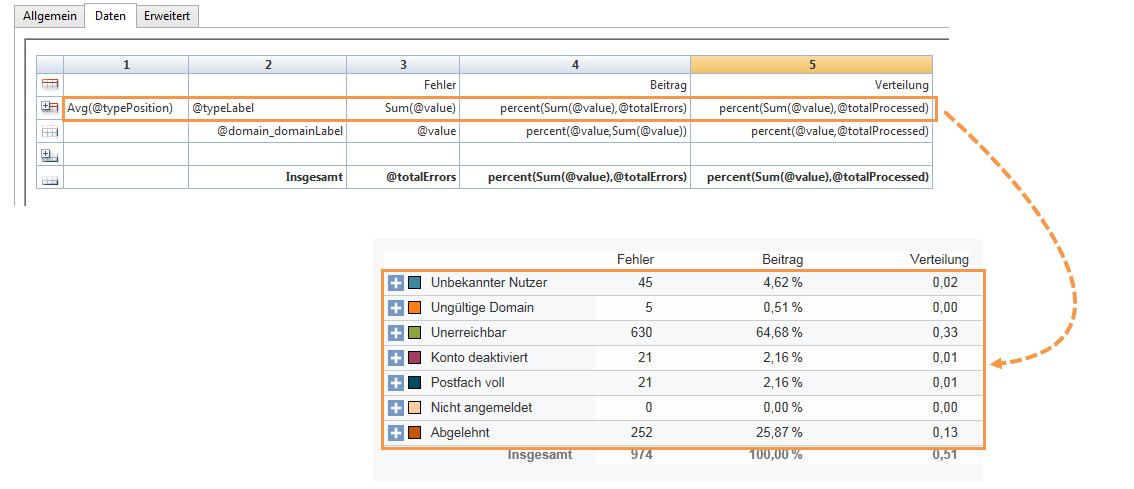 Allgemein Daten Erweitert
1 2 3 4 5
Fehler Beitrag Verteilung
Avg(@typePosition) @typeLabel Sum(@value) percent(Sum(@value),@totalErrors) percent(Sum(@value),@totalProcessed)
@domain_domainLabel @value percent(@value,Sum(@value)) percent(@value,@totalProcessed)
Insgesamt @totalErrors percent(Sum(@value),@totalErrors) percent(Sum(@value),@totalProcessed)
Fehler Beitrag Verteilung
Unbekannter Nutzer 45 4,62 % 0,02
Ungültige Domain 5 0,51 % 0,00
Unerreichbar 630 64,68 % 0,33
Konto deaktiviert 21 2,16 % 0,01
Postfach voll 21 2,16 % 0,01
Nicht angemeldet 0 0,00 % 0,00
Abgelehnt 252 25,87 % 0,13
Insgesamt 974 100,00 % 0,51